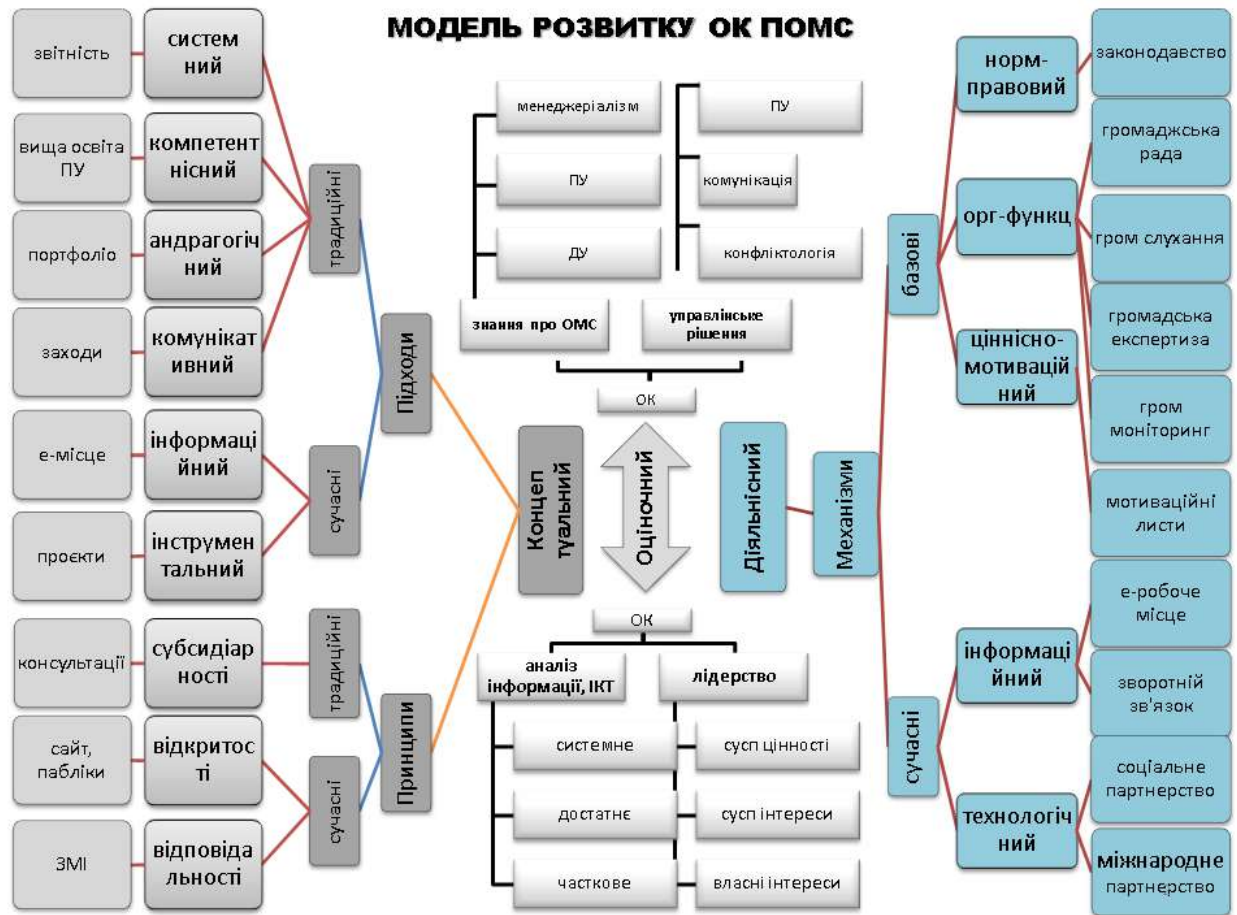 МОДЕЛЬ РОЗВИТКУ ОК ПОМС
звітність
систем
ний
вища освіта
ПУ
компетент
нісний
портфоліо
андрагогіч
ний
заходи
комунікат
ивний
е-місце
інформаці
йний
проєкти
інструмен
тальний
консультації
субсидіар
ності
сайт,
пабліки
відкритос
ті
ЗМІ
відповіда
льності
традиційні
сучасні
традиційні
сучасні
Підходи
Принципи
Концеп
туальний
менеджеріалізм
ПУ
ДУ
знання про ОМС
ПУ
комунікація
конфліктологія
управлінське
рішення
ОК
Оціночний
ОК
аналіз
інформації, ІКТ
системне
достатнє
часткове
лідерство
сусп цінності
сусп інтереси
власні інтереси
Діяльнісний
Механізми
базові
сучасні
норм-
правовий
орг-функц
ціннісно-
мотиваці́й
ний
інформаці
йний
технологіч
ний
законодавство
громаджська
рада
гром слухання
громадська
експертиза
гром
моніторинг
мотиваційні
листи
е-робоче
місце
зворотній
зв'язок
соціальне
партнерство
міжнародне
партнерство